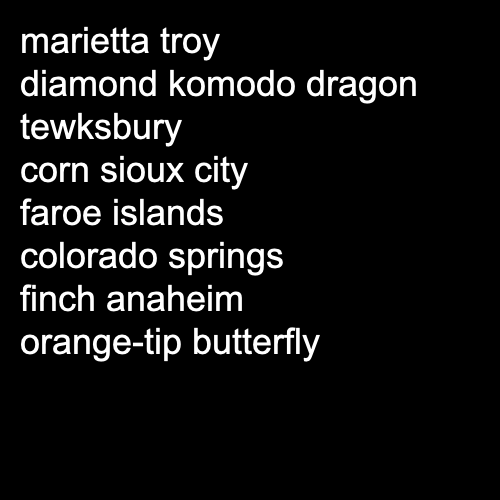 marietta troy
diamond komodo dragon
tewksbury
corn sioux city
faroe islands
colorado springs
finch anaheim
orange-tip butterfly